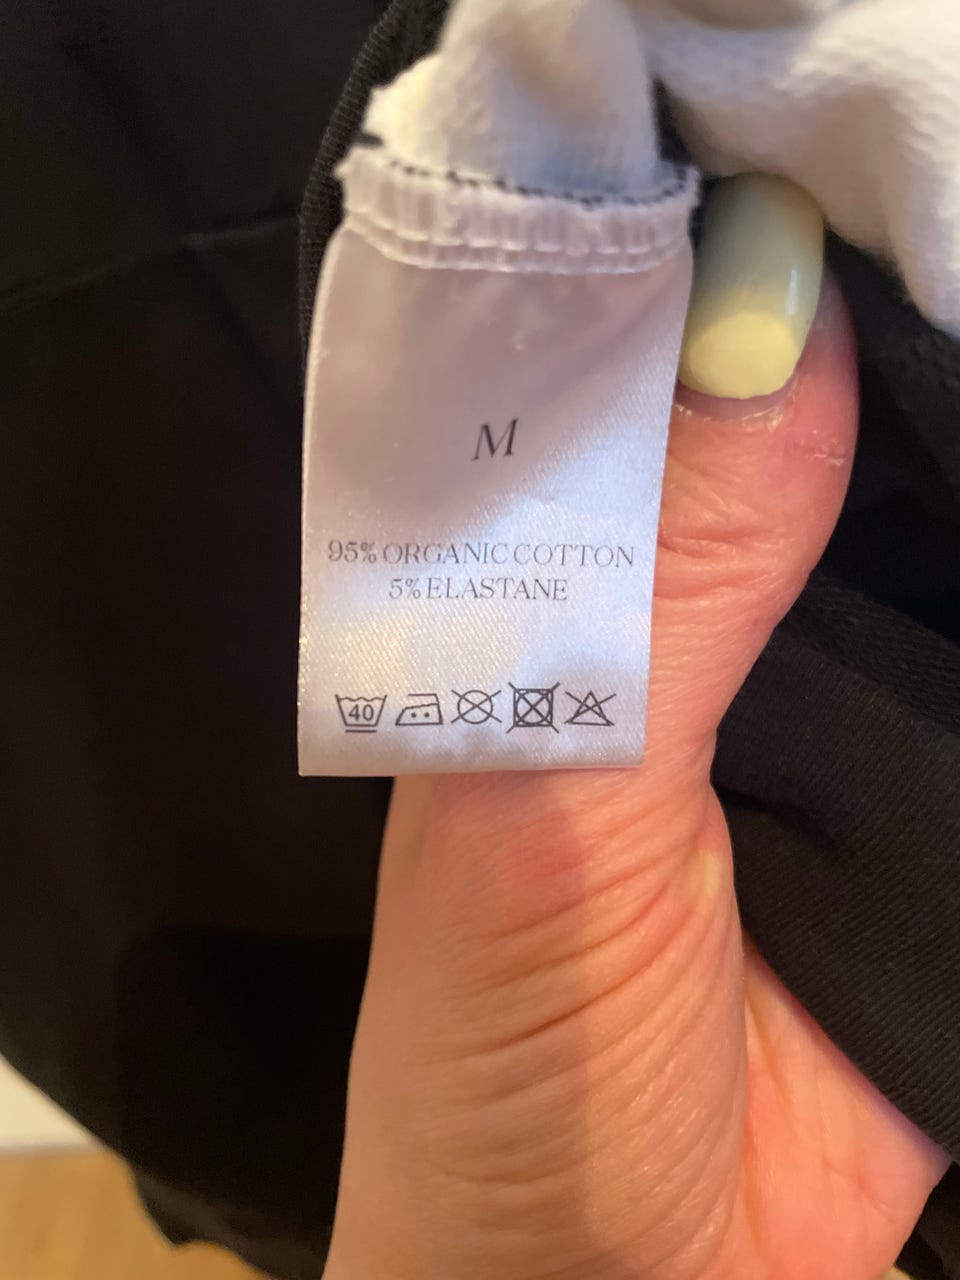 M
95% ORGANIC COTTON
5% ELASTANE
40